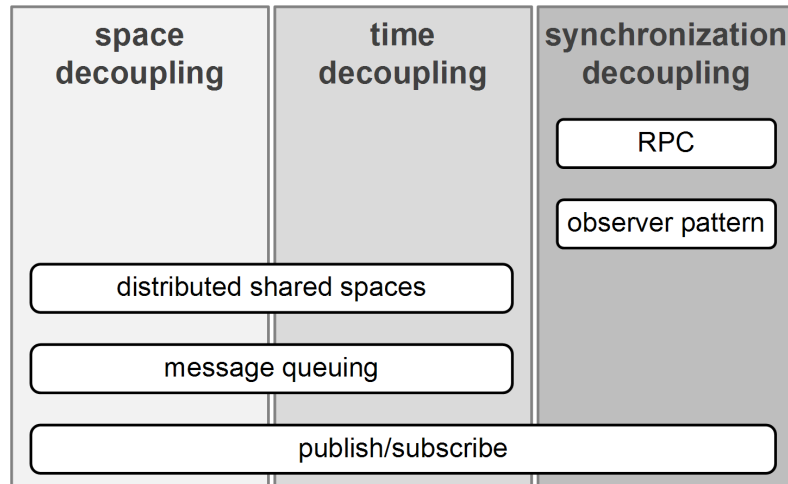 space
decoupling
time
decoupling
synchronization
decoupling
RPC
observer pattern
distributed shared spaces
message queuing
publish/subscribe